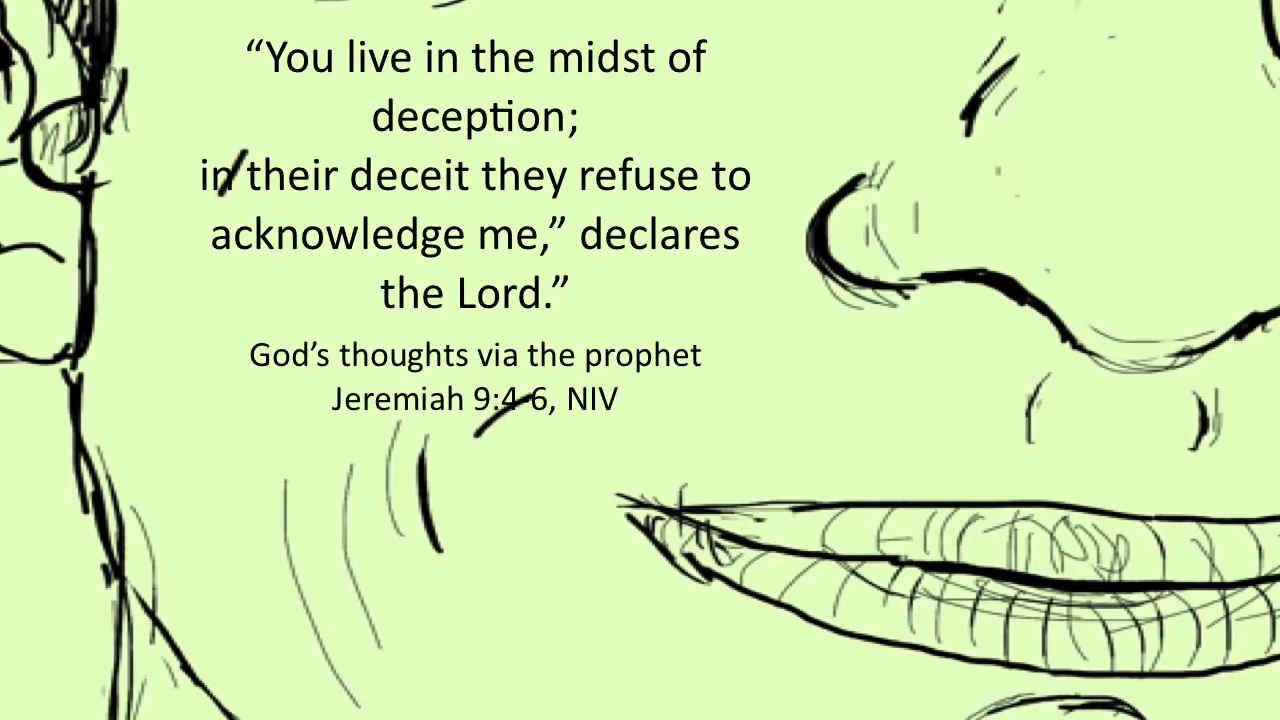 “You live in the midst of
deception;
in their deceit they refuse to
acknowledge me,” declares
the Lord.”
God’s thoughts via the prophet
Jeremiah 9:4-6, NIV